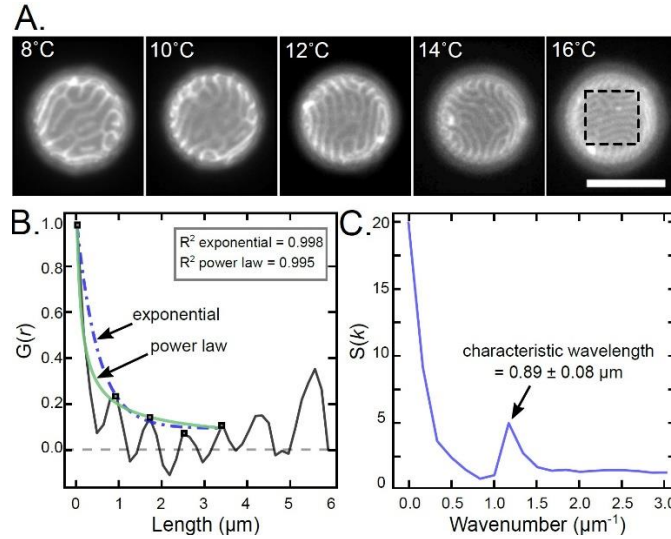 A.
8˚C 10˚C 12˚C 14˚C 16˚C
B.
R² exponential = 0.998
R² power law = 0.995
exponential
power law
G(r)
1.0
0.8
0.6
0.4
0.2
0.0
0 1 2 3 4 5 6
Length (µm)
C.
characteristic wavelength
= 0.89 ± 0.08 µm
S(k)
20
15
10
5
0
0.0 0.5 1.0 1.5 2.0 2.5 3.0
Wavenumber (µm⁻¹)